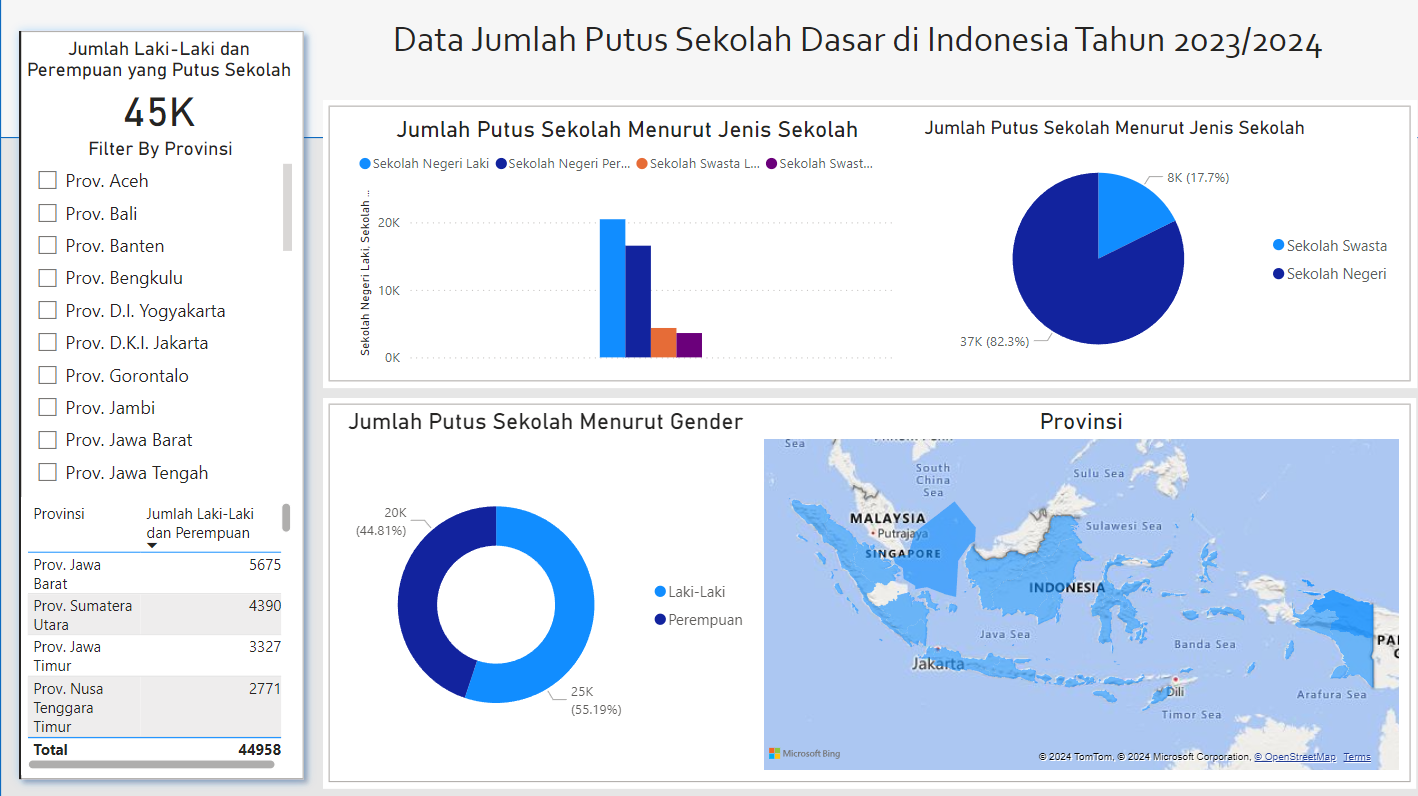 Data Jumlah Putus Sekolah Dasar di Indonesia Tahun 2023/2024
Jumlah Laki-Laki dan
Perempuan yang Putus Sekolah
45K
Filter By Provinsi
Prov. Aceh
Prov. Bali
Prov. Banten
Prov. Bengkulu
Prov. D.I. Yogyakarta
Prov. D.K.I. Jakarta
Prov. Gorontalo
Prov. Jambi
Prov. Jawa Barat
Prov. Jawa Tengah
Provinsi
Jumlah Laki-Laki
dan Perempuan
Prov. Jawa
Barat
5675
Prov. Sumatera
Utara
4390
Prov. Jawa
Timur
3327
Prov. Nusa
Tenggara
Timur
2771
Total 44958
Jumlah Putus Sekolah Menurut Jenis Sekolah
Sekolah Negeri Laki Sekolah Negeri Per... Sekolah Swasta L... Sekolah Swast...
Sekolah Negeri Laki, Sekolah ...
20K
10K
0K
Jumlah Putus Sekolah Menurut Jenis Sekolah
8K (17.7%)
37K (82.3%)
Sekolah Swasta
Sekolah Negeri
Jumlah Putus Sekolah Menurut Gender
20K
(44.81%)
25K
(55.19%)
Laki-Laki
Perempuan
Provinsi
Sea
South
China
Sea
Sulu Sea
MALAYSIA
Putrajaya
SINGAPORE
Sulawesi Sea
INDONESIA
Java Sea
Banda Sea
Jakarta
Dili
Timor Sea
Arafura Sea
Microsoft Bing
© 2024 TomTom, © 2024 Microsoft Corporation, © OpenStreetMap Terms